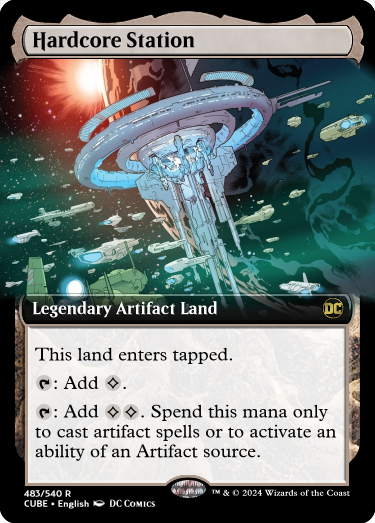 Hardcore Station
Legendary Artifact Land
DC
This land enters tapped.
: Add .
: Add . Spend this mana only
to cast artifact spells or to activate an
ability of an Artifact source.
483/540 R
CUBE • English DC Comics
™ & © 2024 Wizards of the Coast